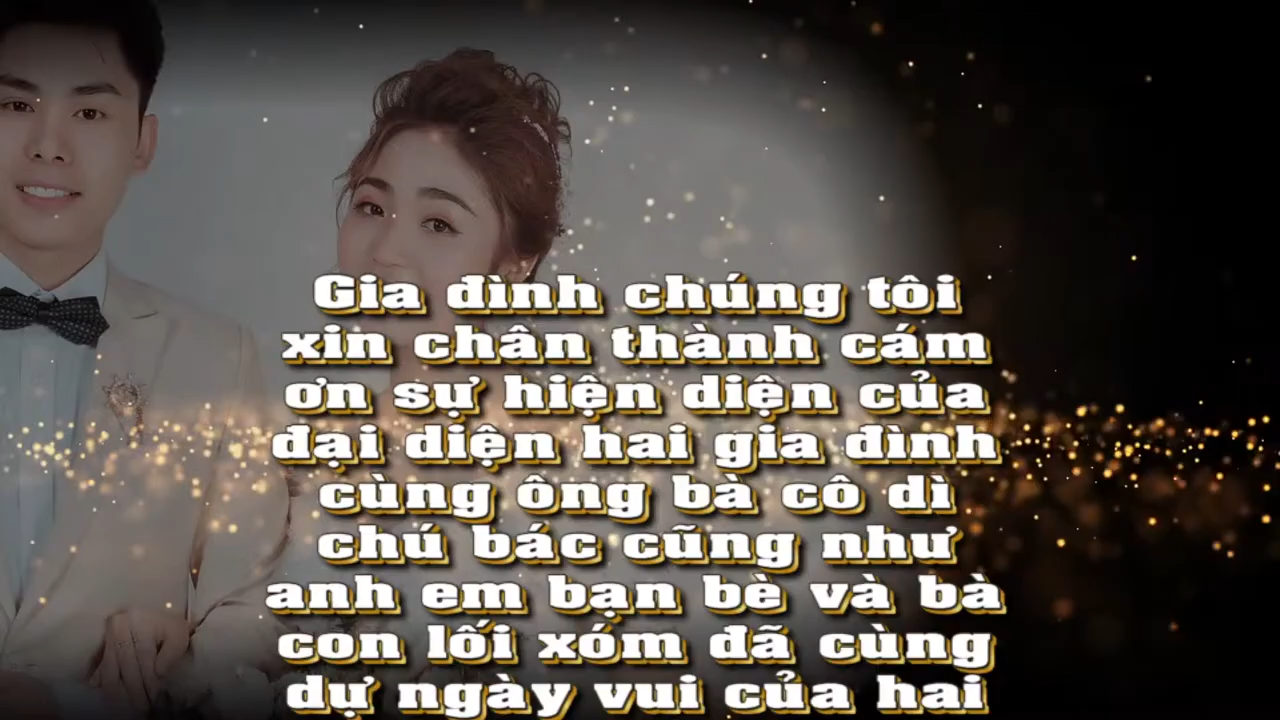 Gia đình chúng tôi
xin chân thành cám
ơn sự hiện diện của
đại diện hai gia đình
cùng ông bà cô dì
chú bác cũng như
anh em bạn bè và bà
con lối xóm đã cùng
dự ngày vui của hai